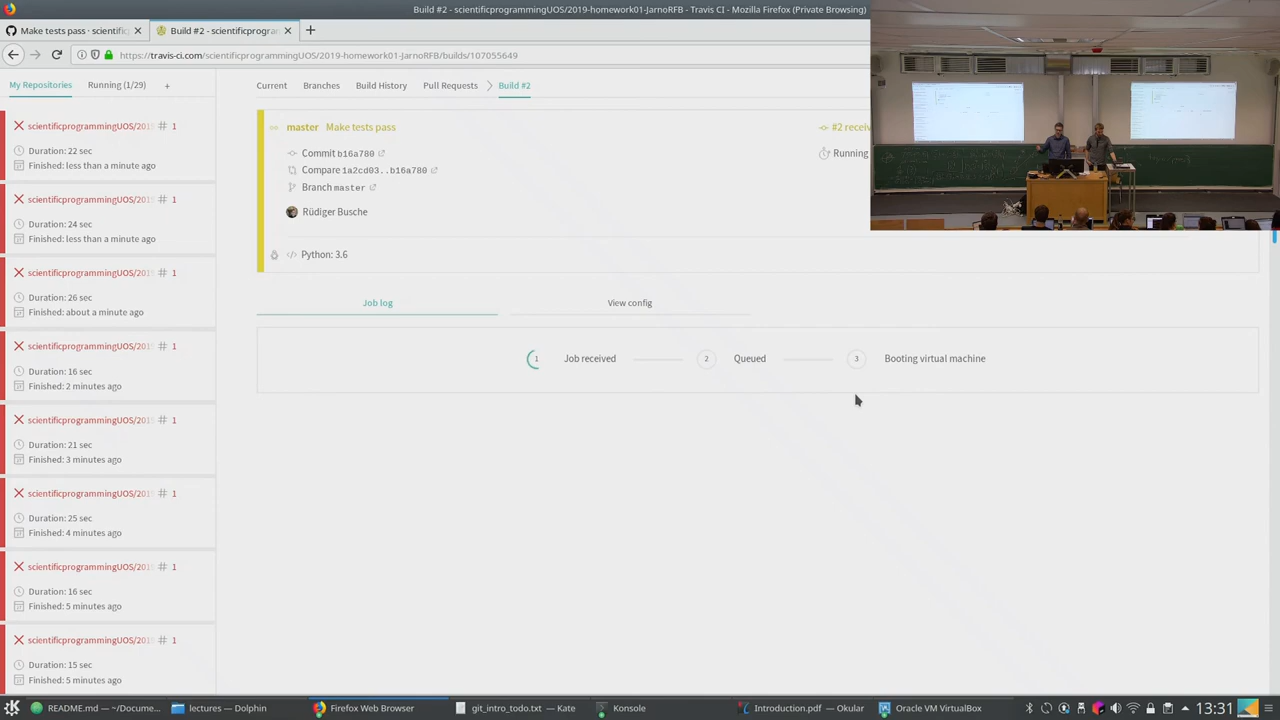 Build #2 - scientificprogrammingUOS/2019-homework01-JarnoRFB - Travis CI - Mozilla Firefox (Private Browsing)
Make tests pass · scientific
Build #2 - scientificprogra
https://travis-ci.com/scientificprogrammingUOS/2019-homework01-JarnoRFB/builds/107055649
My Repositories Running (1/29) +
Current Branches Build History Pull Requests Build #2
scientificprogrammingUOS/201 # 1
Duration: 22 sec
Finished: less than a minute ago
scientificprogrammingUOS/201 # 1
Duration: 24 sec
Finished: less than a minute ago
scientificprogrammingUOS/201 # 1
Duration: 26 sec
Finished: about a minute ago
scientificprogrammingUOS/201 # 1
Duration: 16 sec
Finished: 2 minutes ago
scientificprogrammingUOS/201 # 1
Duration: 21 sec
Finished: 3 minutes ago
scientificprogrammingUOS/201 # 1
Duration: 25 sec
Finished: 4 minutes ago
scientificprogrammingUOS/201 # 1
Duration: 16 sec
Finished: 5 minutes ago
scientificprogrammingUOS/201 # 1
Duration: 15 sec
Finished: 5 minutes ago
master Make tests pass
#2 receiv
Commit b16a780
Running
Compare 1a2cd03..b16a780
Branch master
Rüdiger Busche
Python: 3.6
Job log View config
1 Job received 2 Queued 3 Booting virtual machine
README.md — ~/Docume...
lectures — Dolphin
Firefox Web Browser
git_intro_todo.txt — Kate
Konsole
Introduction.pdf — Okular
Oracle VM VirtualBox
13:31